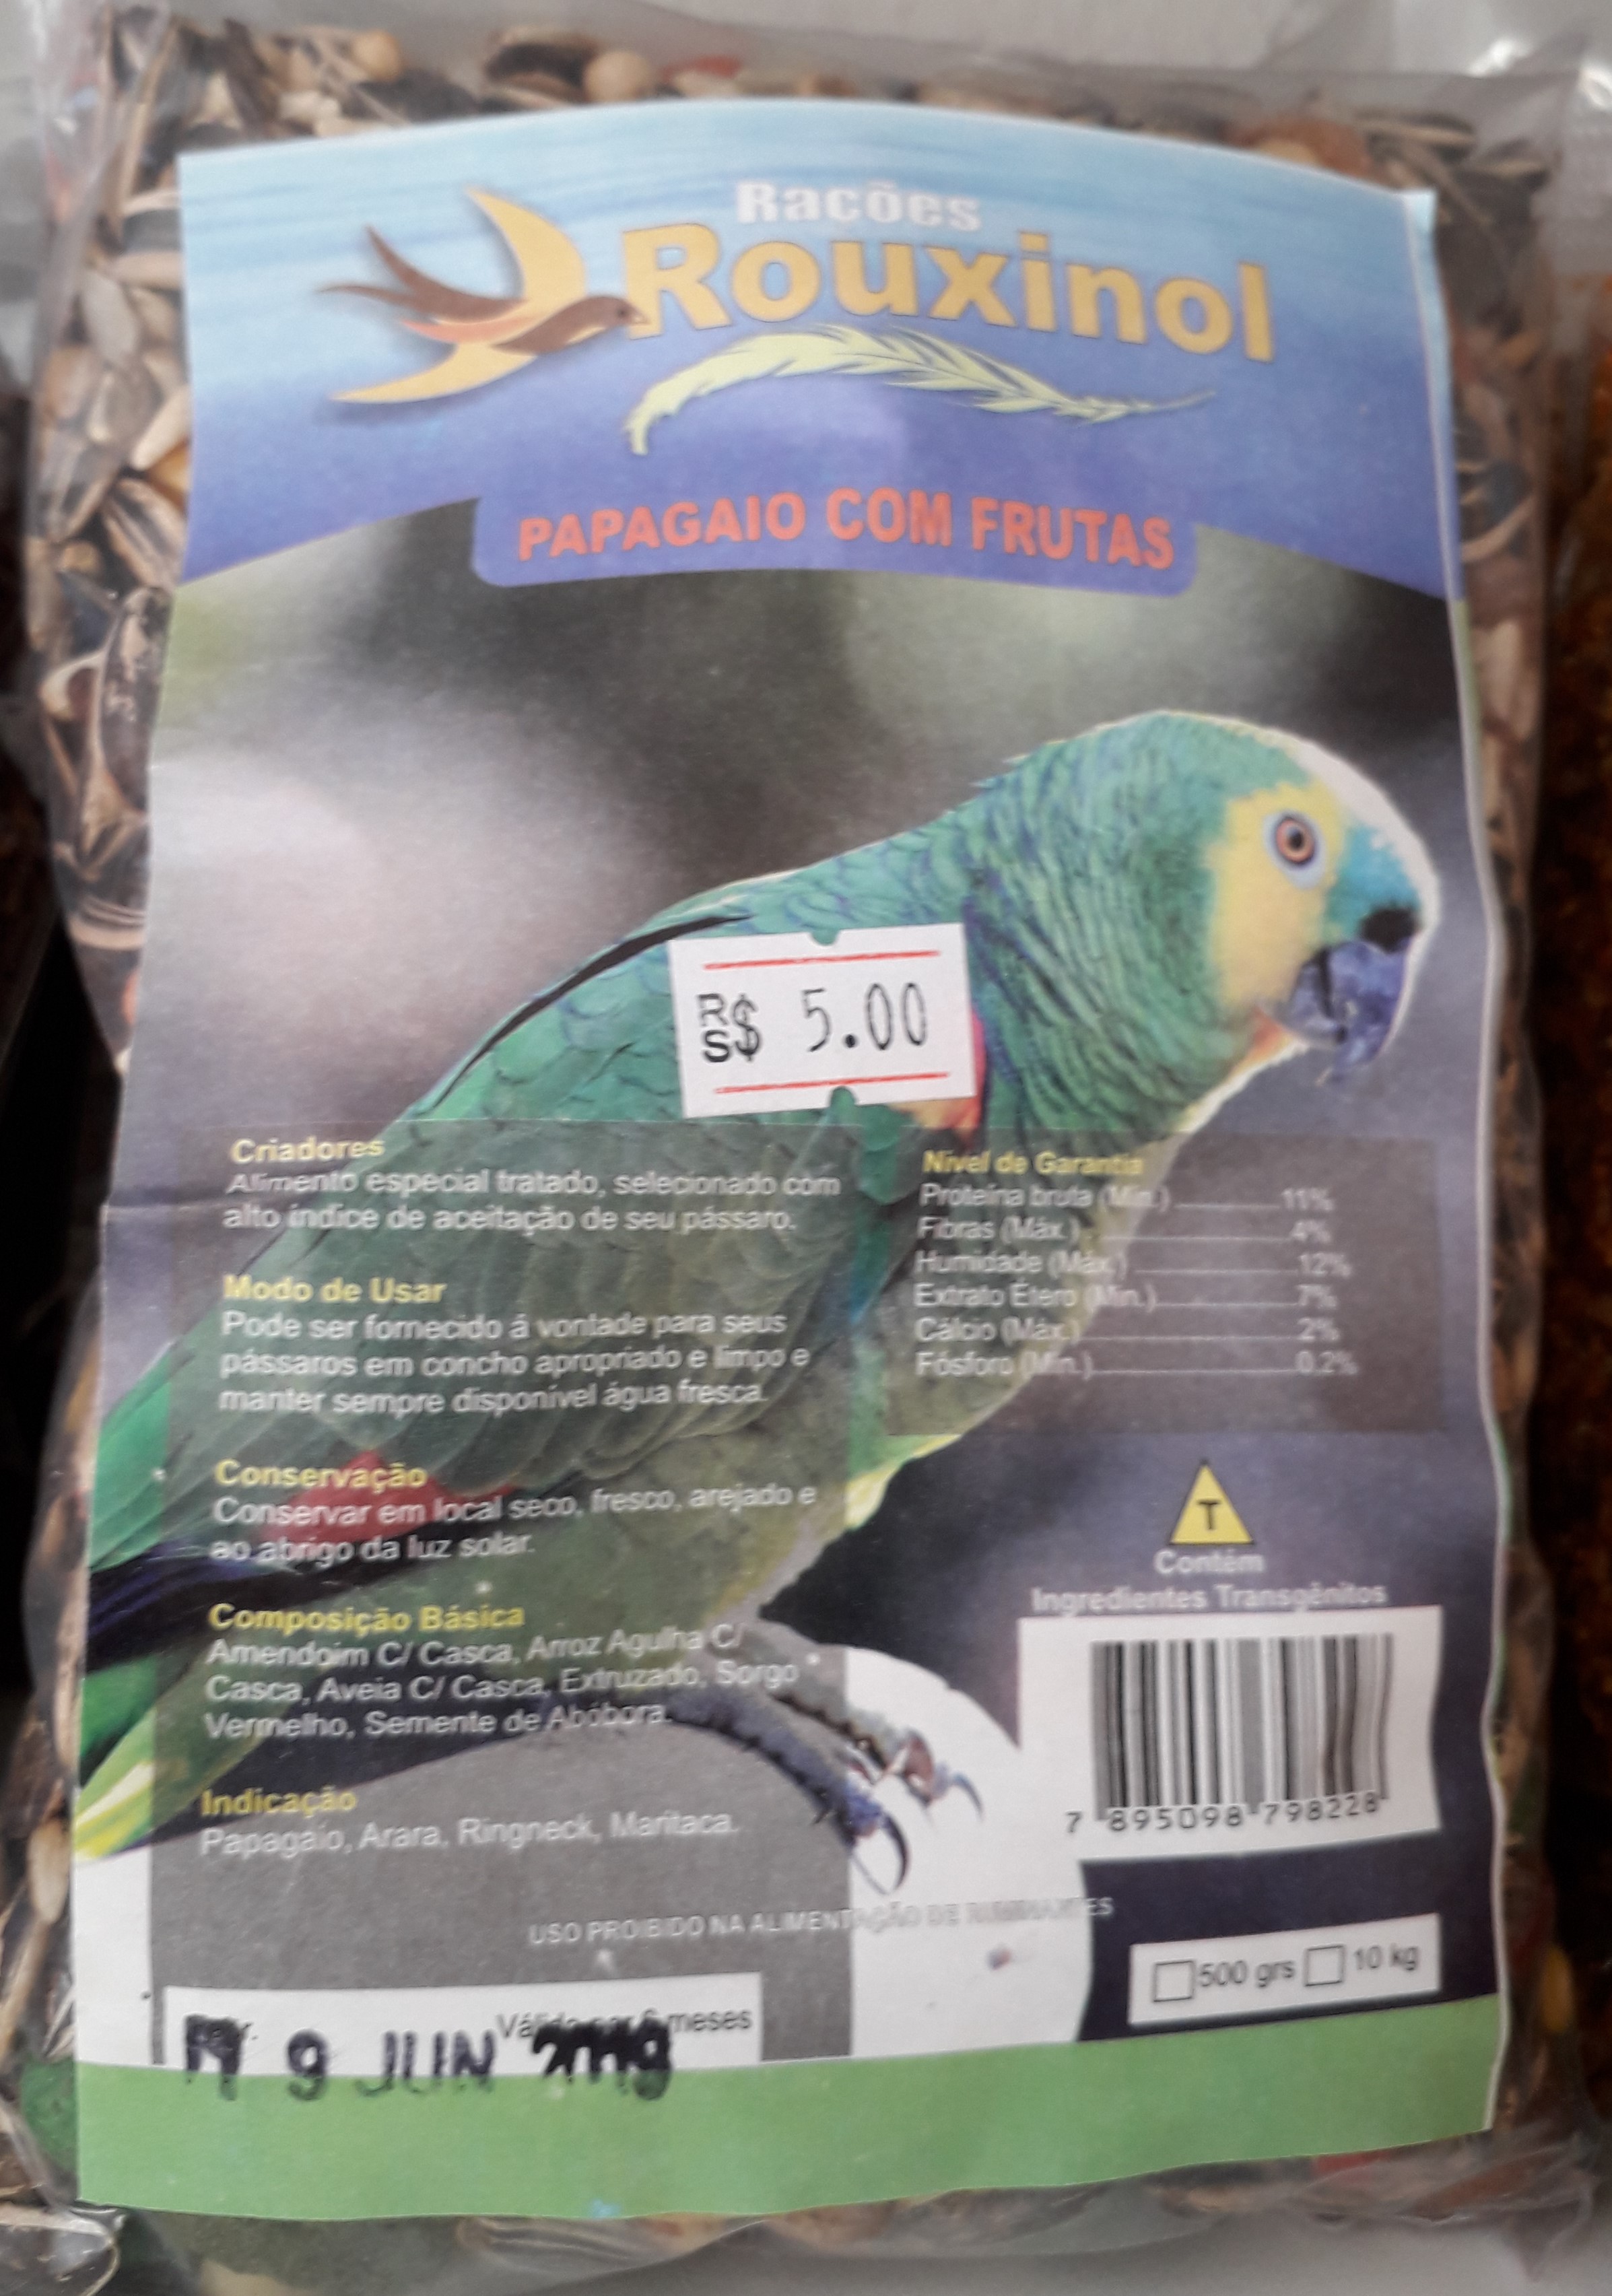 Rações
Rouxinol
PAPAGAIO COM FRUTAS
R$ 5.00
Criadores
Alimento especial tratado, selecionado com
alto índice de aceitação de seu pássaro.
Modo de Usar
Pode ser fornecido á vontade para seus
pássaros em concho apropriado e limpo e
manter sempre disponível água fresca.
Conservação
Conservar em local seco, fresco, arejado e
ao abrigo da luz solar.
Composição Básica
Amendoim C/ Casca, Arroz Agulha C/
Casca, Aveia C/ Casca, Extruzado, Sorgo
Vermelho, Semente de Abóbora.
Indicação
Papagaio, Arara, Ringneck, Maritaca.
Nivel de Garantia
Proteína bruta (Min.) 11%
Fibras (Máx.) 4%
Humidade (Máx.) 12%
Extrato Étero (Min.) 7%
Cálcio (Máx.) 2%
Fósforo (Min.) 0,2%
T
Contém
Ingredientes Transgênitos
7 895098 798228
USO PROIBIDO NA ALIMENTAÇÃO DE RUMINANTES
500 grs 10 kg
Válido por 6 meses
9 JUN